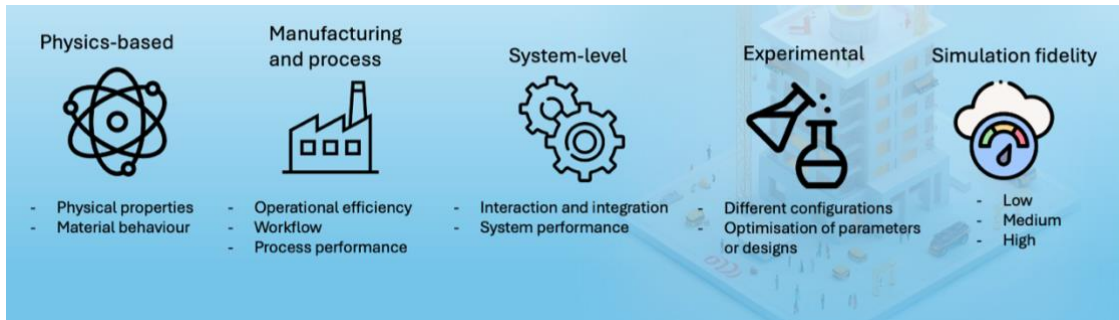 Physics-based
- Physical properties
- Material behaviour
Manufacturing
and process
- Operational efficiency
- Workflow
- Process performance
System-level
- Interaction and integration
- System performance
Experimental
- Different configurations
- Optimisation of parameters
or designs
Simulation fidelity
- Low
- Medium
- High